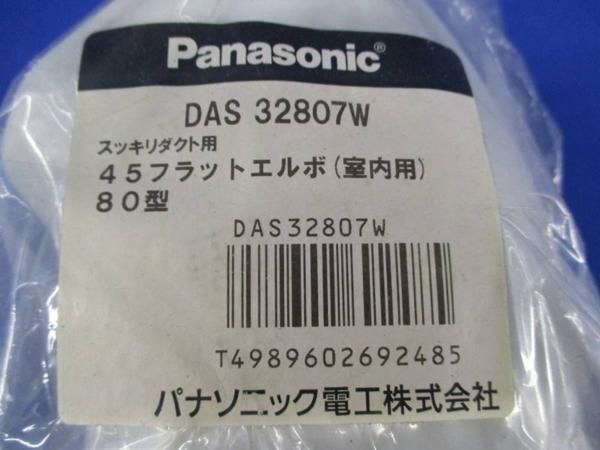 Panasonic®
DAS 32807W
スッキリダクト用
45フラットエルボ(室内用)
80型
DAS32807W
T4989602692485
パナソニック電工株式会社